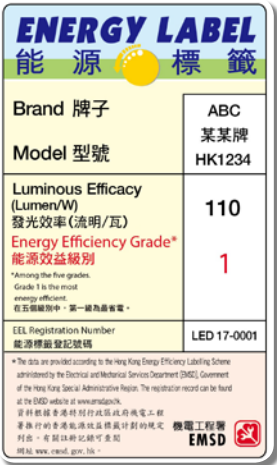 ENERGY LABEL
能源標籤
Brand 牌子
ABC
某某牌
Model 型號
HK1234
Luminous Efficacy
(Lumen/W)
發光效率(流明/瓦)
110
Energy Efficiency Grade*
能源效益級別
1
*Among the five grades.
Grade 1 is the most
energy efficient.
在五個級別中，第一級為最省電。
EEL Registration Number
能源標籤登記號碼
LED 17-0001
* The data are provided according to the Hong Kong Energy Efficiency Labelling Scheme
administered by the Electrical and Mechanical Services Department (EMSD), Government
of the Hong Kong Special Administrative Region. The registration record can be found
at the EMSD website at www.emsd.gov.hk.
資料根據香港特別行政區政府機電工程
署推行的香港能源效益標籤計劃的規定
列出。有關註冊記錄可查閱
網站 www.emsd.gov.hk。
機電工程署
EMSD